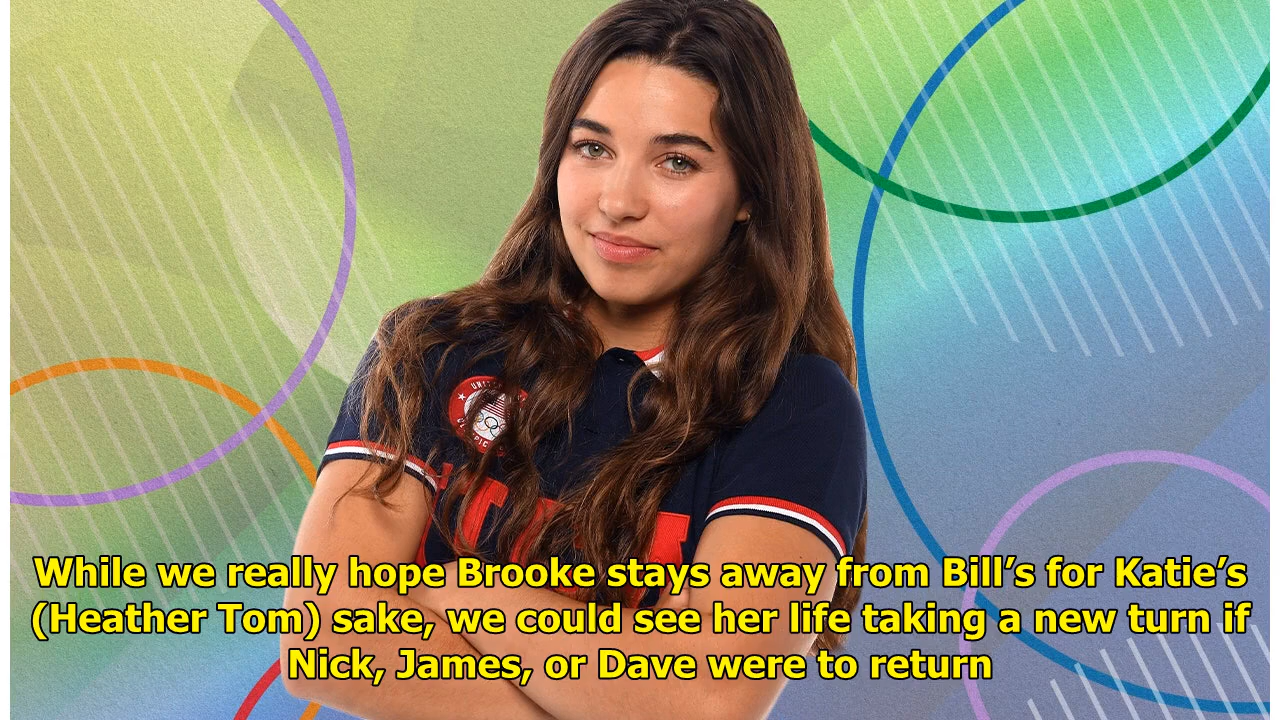 UNITED
While we really hope Brooke stays away from Bill’s for Katie’s
(Heather Tom) sake, we could see her life taking a new turn if
Nick, James, or Dave were to return